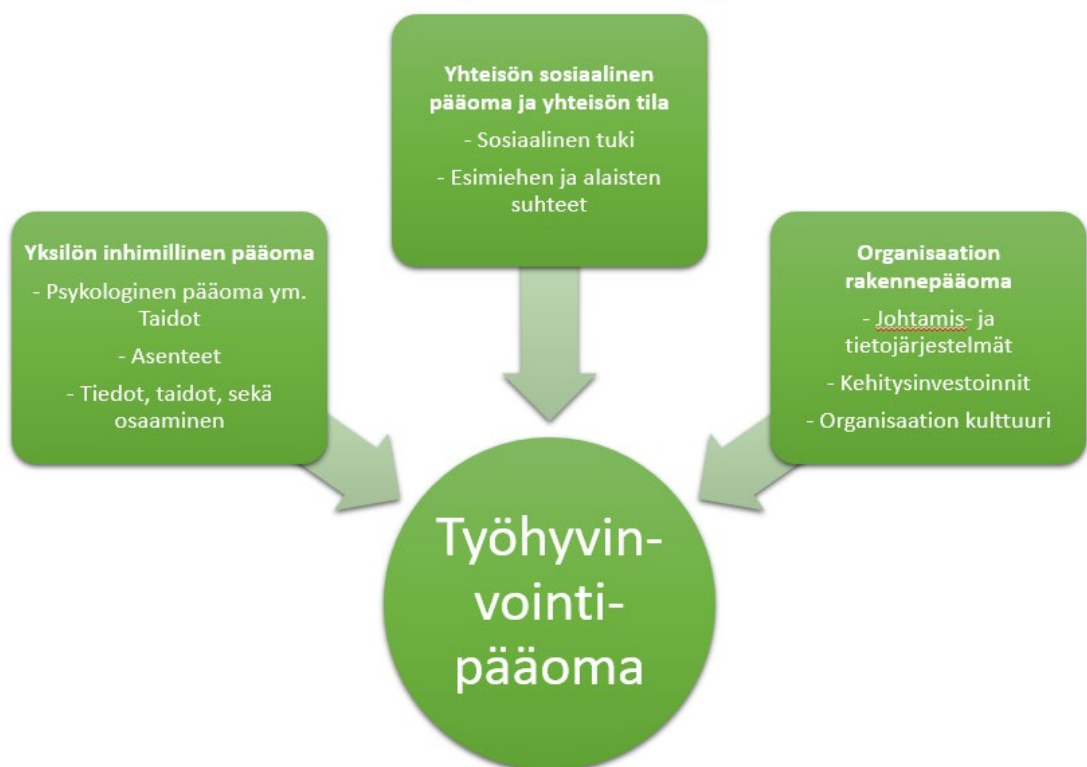 Yhteisön sosiaalinen
pääoma ja yhteisön tila
- Sosiaalinen tuki
- Esimiehen ja alaisten
suhteet
Yksilön inhimillinen pääoma
- Psykologinen pääoma ym.
Taidot
- Asenteet
- Tiedot, taidot, sekä
osaaminen
Organisaation
rakennepääoma
- Johtamis- ja
tietojärjestelmät
- Kehitysinvestoinnit
- Organisaation kulttuuri
Työhyvin-
vointi-
pääoma